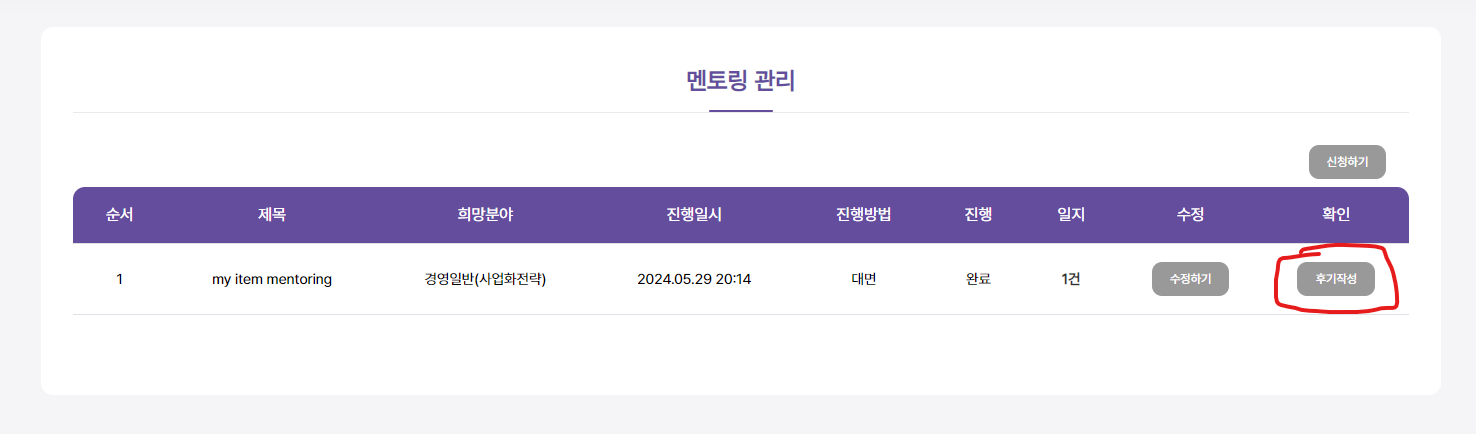 멘토링 관리
신청하기
순서 제목 희망분야 진행일시 진행방법 진행 일지 수정 확인
1 my item mentoring 경영일반(사업화전략) 2024.05.29 20:14 대면 완료 1건 수정하기 후기작성